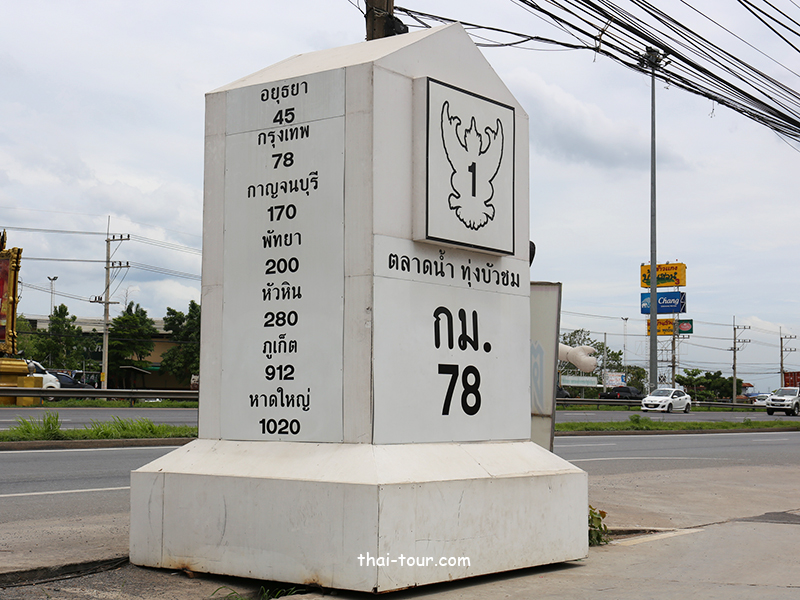 อยุธยา
45
กรุงเทพ
78
กาญจนบุรี
170
พัทยา
200
หัวหิน
280
ภูเก็ต
912
หาดใหญ่
1020
1
ตลาดน้ำ ทุ่งบัวชม
กม.
78
Chang
thai-tour.com